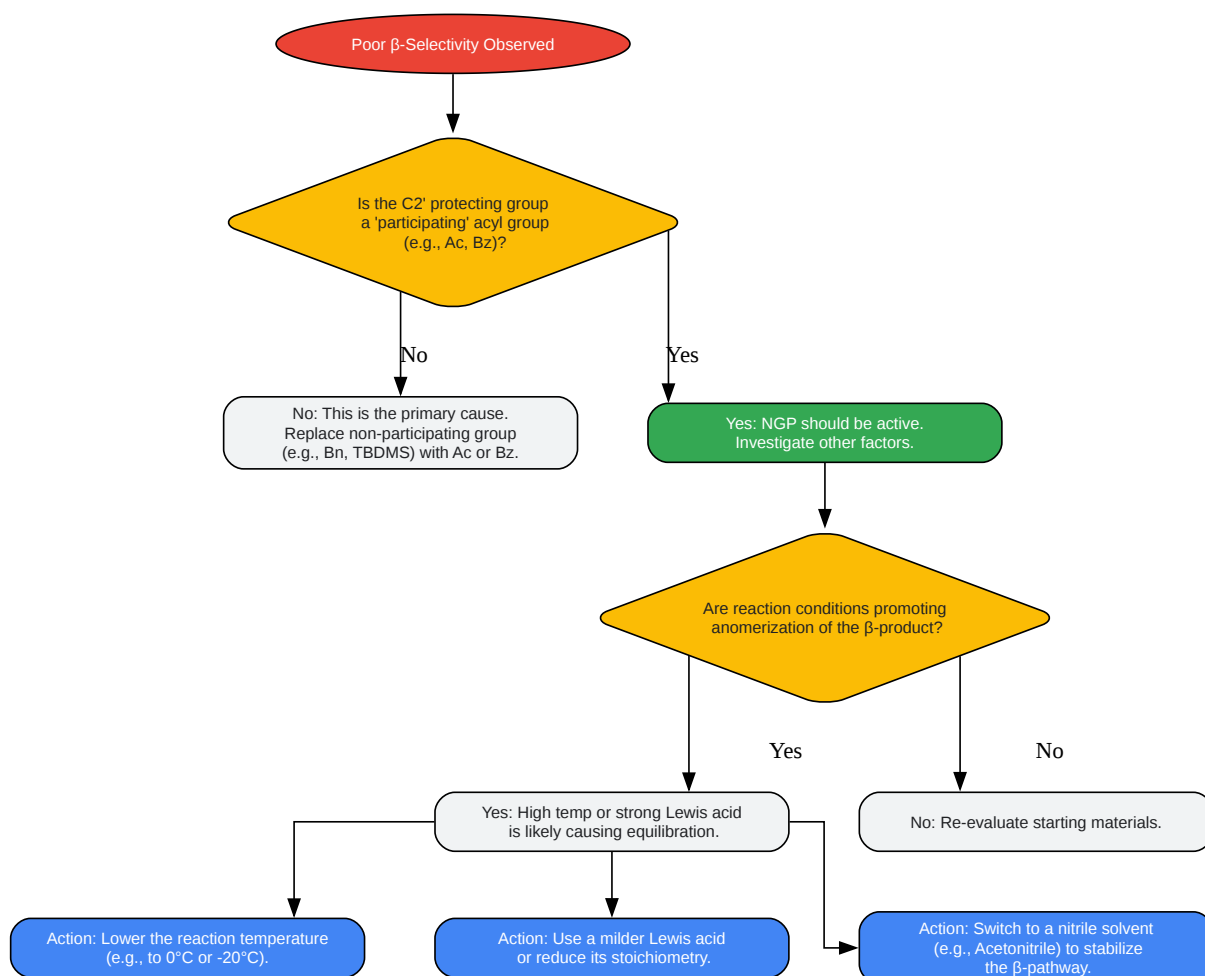 Poor β-Selectivity Observed
Is the C2' protecting group
a 'participating' acyl group
(e.g., Ac, Bz)?
No
Yes
No: This is the primary cause.
Replace non-participating group
(e.g., Bn, TBDMS) with Ac or Bz.
Yes: NGP should be active.
Investigate other factors.
Are reaction conditions promoting
anomerization of the β-product?
Yes
No
Yes: High temp or strong Lewis acid
is likely causing equilibration.
No: Re-evaluate starting materials.
Action: Lower the reaction temperature
(e.g., to 0°C or -20°C).
Action: Use a milder Lewis acid
or reduce its stoichiometry.
Action: Switch to a nitrile solvent
(e.g., Acetonitrile) to stabilize
the β-pathway.